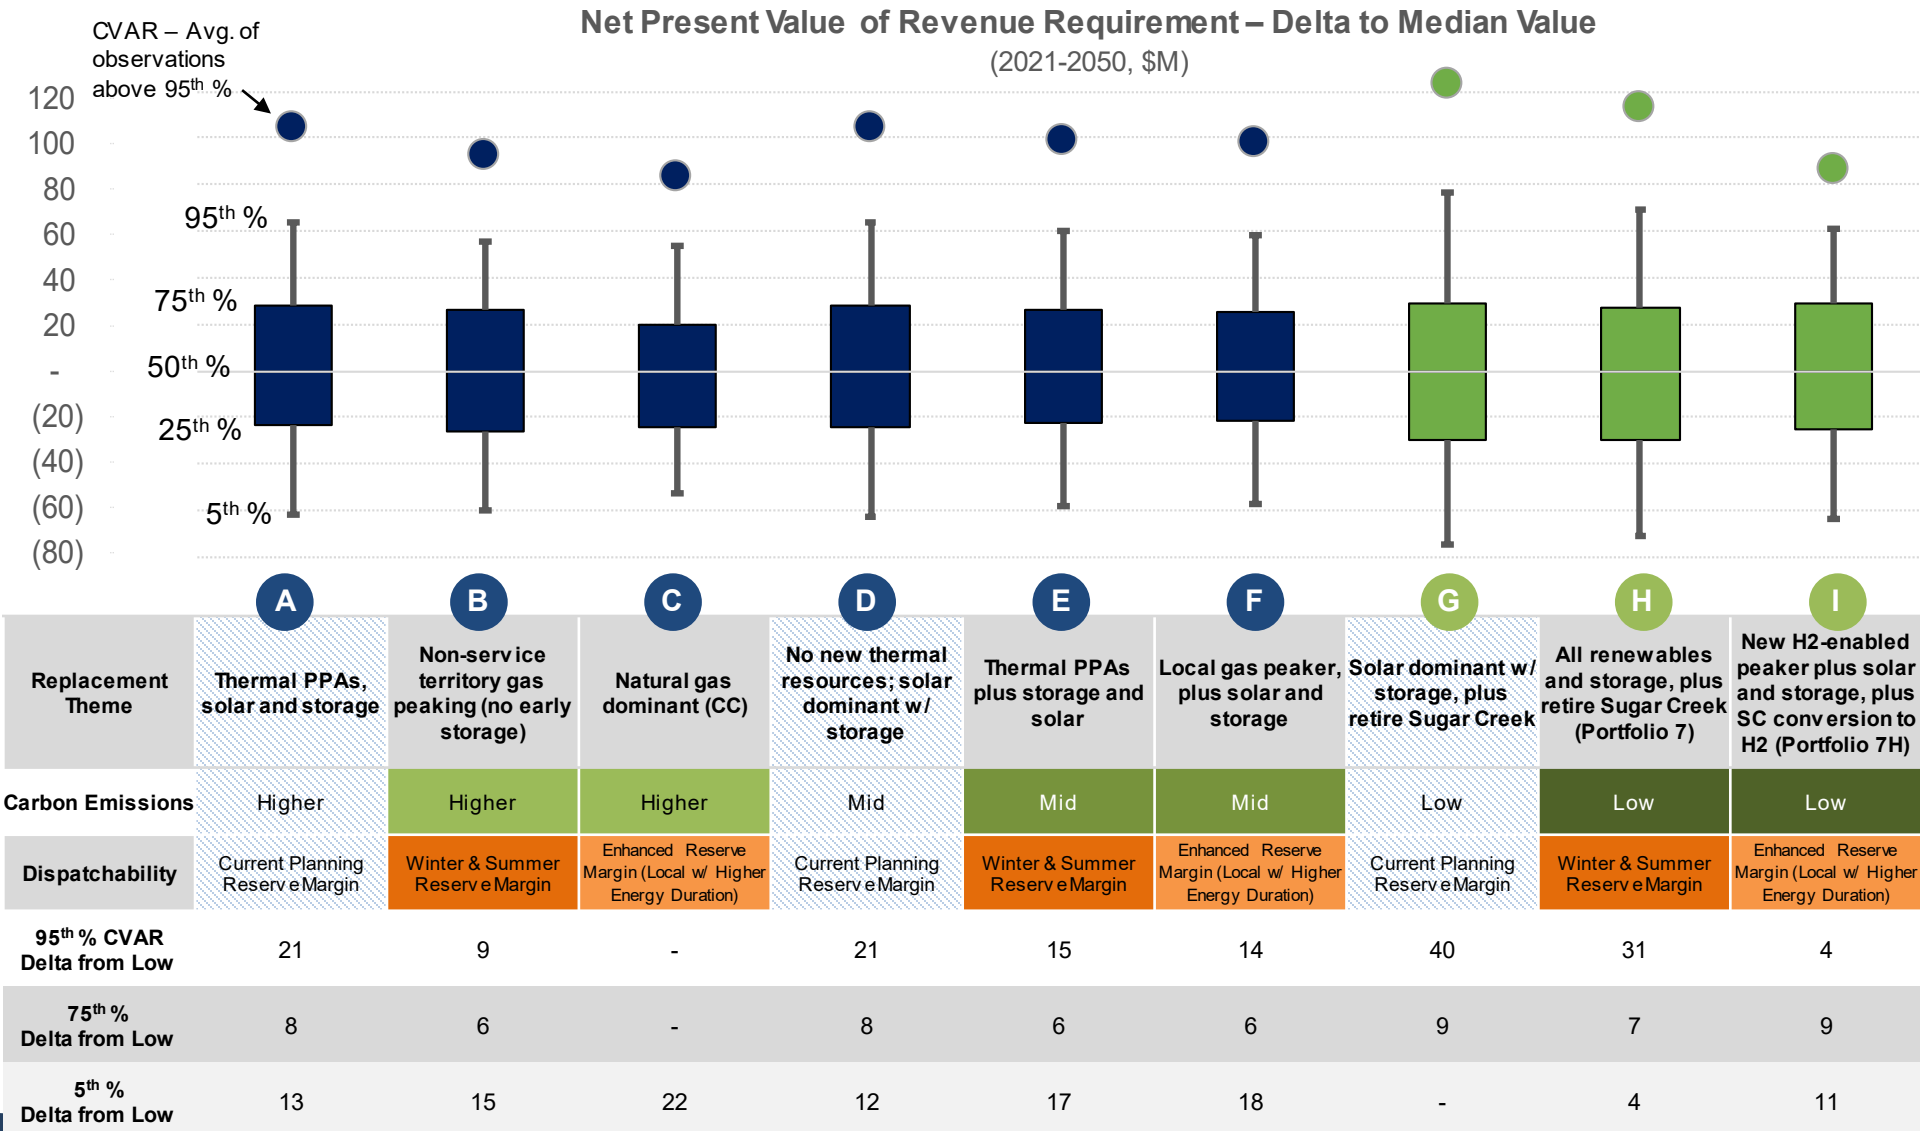 Net Present Value of Revenue Requirement – Delta to Median Value
(2021-2050, $M)
CVAR – Avg. of
observations
above 95th %
120
100
80
60
40
20
-
(20)
(40)
(60)
(80)
95th %
75th %
50th %
25th %
5th %
A B C D E F G H I
Replacement
Theme
Thermal PPAs,
solar and storage
Non-service
territory gas
peaking (no early
storage)
Natural gas
dominant (CC)
No new thermal
resources; solar
dominant w/
storage
Thermal PPAs
plus storage and
solar
Local gas peaker,
plus solar and
storage
Solar dominant w/
storage, plus
retire Sugar Creek
All renewables
and storage, plus
retire Sugar Creek
(Portfolio 7)
New H2-enabled
peaker plus solar
and storage, plus
SC conversion to
H2 (Portfolio 7H)
Carbon Emissions Higher Higher Higher Mid Mid Mid Low Low Low
Dispatchability
Current Planning
Reserve Margin
Winter & Summer
Reserve Margin
Enhanced Reserve
Margin (Local w/ Higher
Energy Duration)
Current Planning
Reserve Margin
Winter & Summer
Reserve Margin
Enhanced Reserve
Margin (Local w/ Higher
Energy Duration)
Current Planning
Reserve Margin
Winter & Summer
Reserve Margin
Enhanced Reserve
Margin (Local w/ Higher
Energy Duration)
95th % CVAR
Delta from Low
21 9 - 21 15 14 40 31 4
75th %
Delta from Low
8 6 - 8 6 6 9 7 9
5th %
Delta from Low
13 15 22 12 17 18 - 4 11